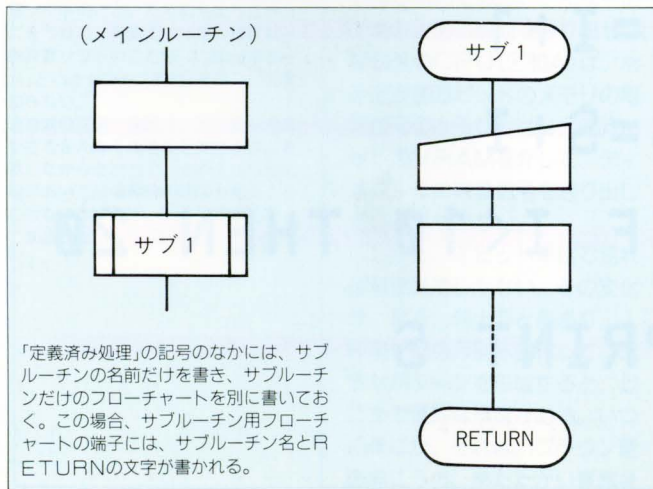 (メインルーチン)
サブ1
「定義済み処理」の記号のなかには、サブ
ルーチンの名前だけを書き、サブルーチ
ンだけのフローチャートを別に書いてお
く。この場合、サブルーチン用フローチ
ャートの端子には、サブルーチン名とR
ETURNの文字が書かれる。
サブ1
RETURN